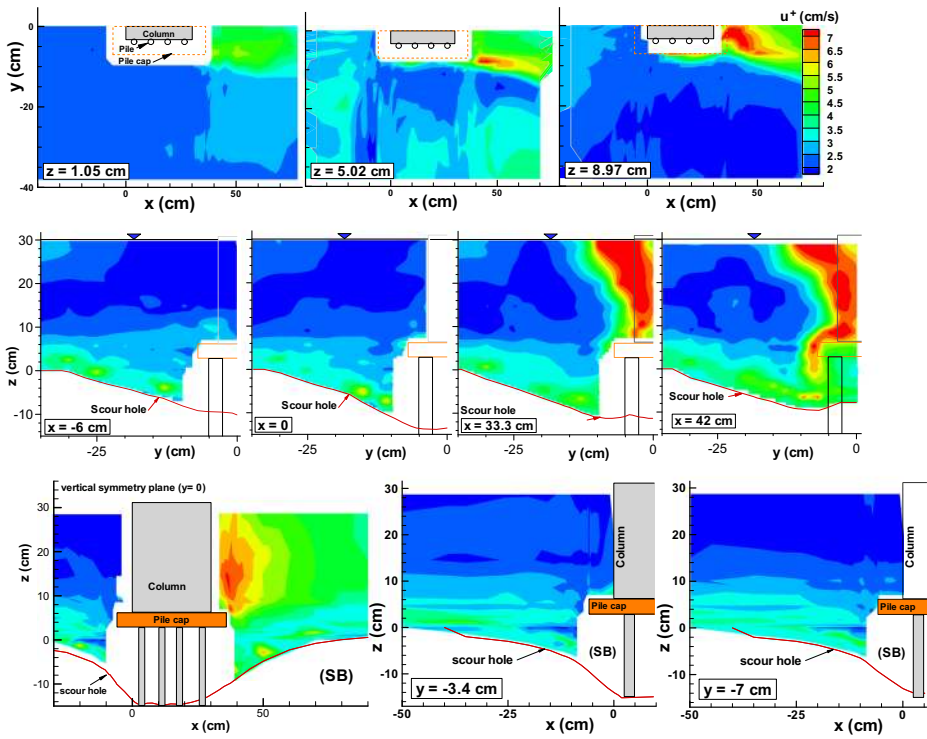 u⁺ (cm/s)
7
6.5
6
5.5
5
4.5
4
3.5
3
2.5
2
y (cm)
0
-20
-40
Column
Pile
Pile cap
z = 1.05 cm
0 50
x (cm)
z = 5.02 cm
0 50
x (cm)
z = 8.97 cm
0 50
x (cm)
z (cm)
30
20
10
0
-10
Scour hole
x = -6 cm
-25 0
y (cm)
Scour hole
x = 0
-25 0
y (cm)
Scour hole
x = 33.3 cm
-25 0
y (cm)
Scour hole
x = 42 cm
-25 0
y (cm)
vertical symmetry plane (y= 0)
z (cm)
30
20
10
0
-10
Column
Pile cap
scour hole
(SB)
0 50
x (cm)
z (cm)
30
20
10
0
-10
Column
Pile cap
(SB)
scour hole
y = -3.4 cm
-50 -25 0
x (cm)
z (cm)
30
20
10
0
-10
Column
Pile cap
(SB)
scour hole
y = -7 cm
-50 -25 0
x (cm)